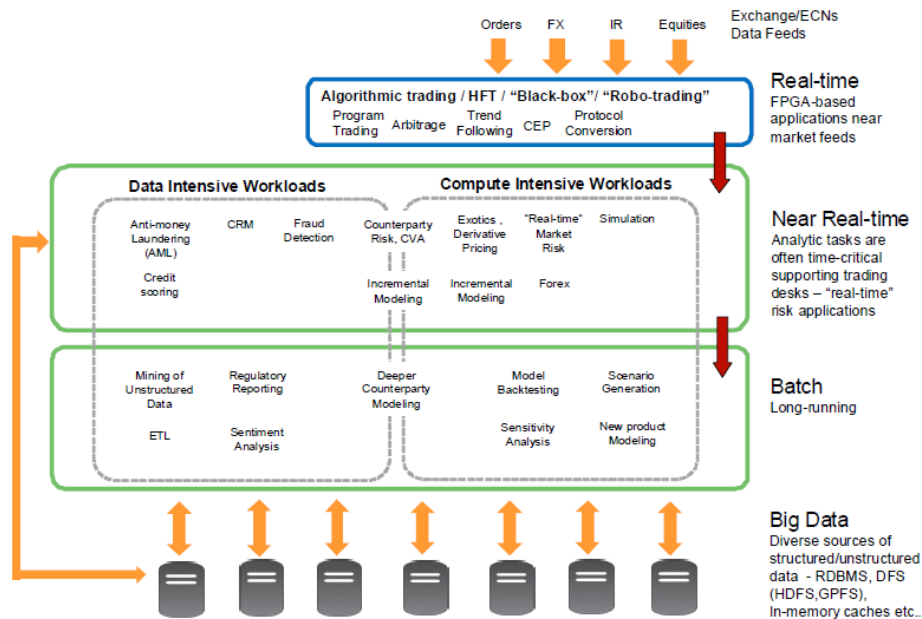 Orders FX IR Equities
Exchange/ECNs
Data Feeds
Algorithmic trading / HFT / “Black-box”/ “Robo-trading”
Program
Trading
Arbitrage
Trend
Following
CEP
Protocol
Conversion
Real-time
FPGA-based
applications near
market feeds
Data Intensive Workloads
Compute Intensive Workloads
Anti-money
Laundering
(AML)
CRM
Fraud
Detection
Counterparty
Risk, CVA
Exotics ,
Derivative
Pricing
“Real-time”
Market
Risk
Simulation
Credit
scoring
Incremental
Modeling
Incremental
Modeling
Forex
Near Real-time
Analytic tasks are
often time-critical
supporting trading
desks – “real-time”
risk applications
Mining of
Unstructured
Data
Regulatory
Reporting
Deeper
Counterparty
Modeling
Model
Backtesting
Scenario
Generation
ETL
Sentiment
Analysis
Sensitivity
Analysis
New product
Modeling
Batch
Long-running
Big Data
Diverse sources of
structured/unstructured
data - RDBMS, DFS
(HDFS,GPFS),
In-memory caches etc..